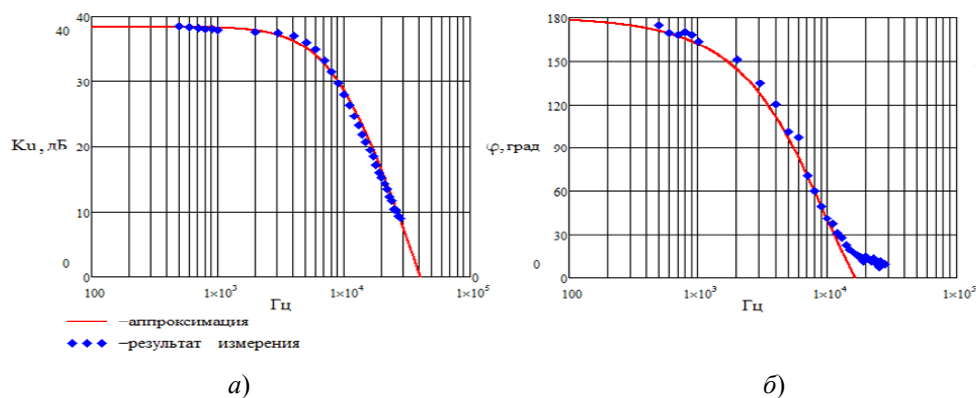 40
40
30
Ku, дБ
20
10
0
0
100
1×10³
1×10⁴
1×10⁵
Гц
180
150
120
φ, град
90
60
30
0
0
100
1×10³
1×10⁴
1×10⁵
Гц
−аппроксимация
−результат измерения
а)
б)